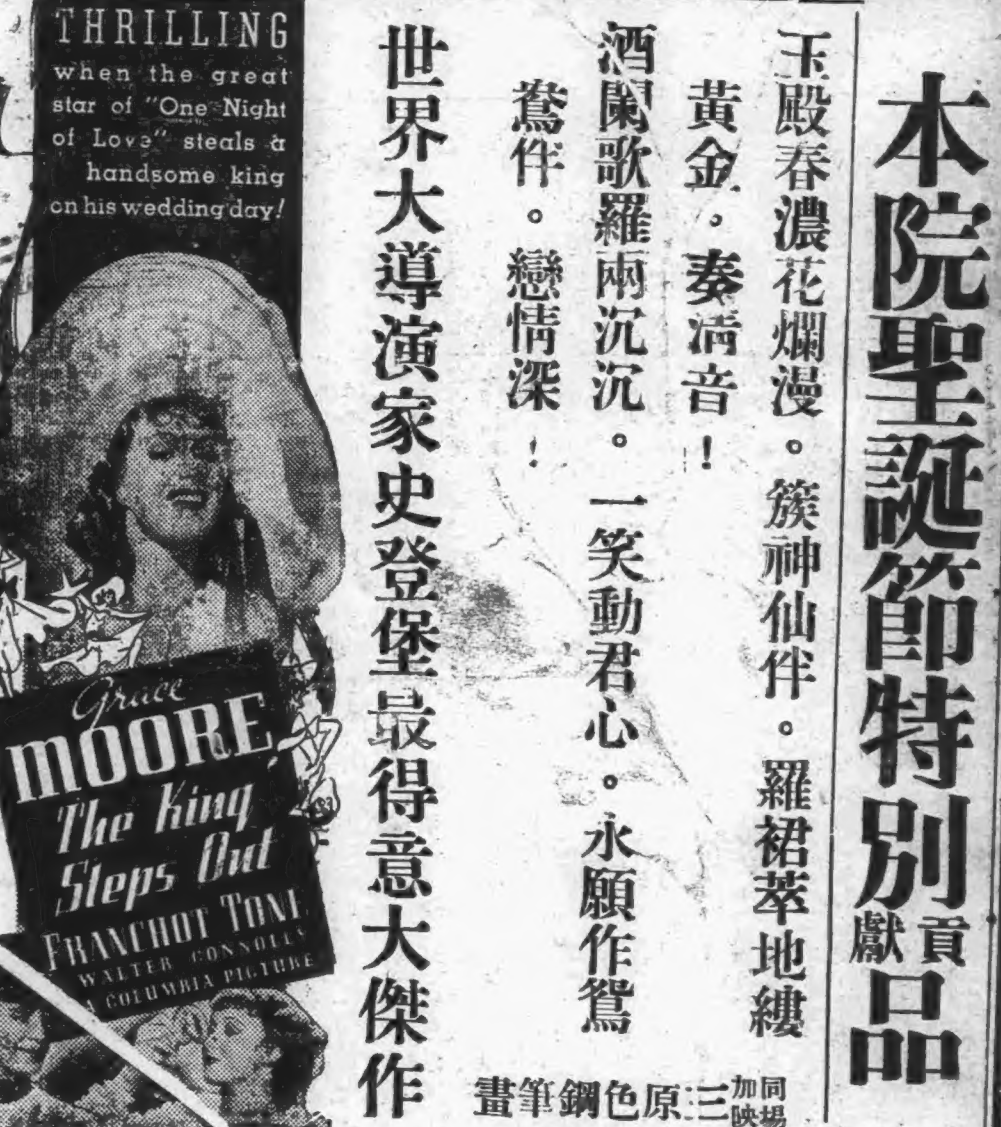 本院聖誕節特別貢獻品
玉殿春濃花爛漫。簇神仙伴。羅裙萃地縷
黃金。奏清音!
酒闌歌羅兩沉沉。一笑動君心。永願作鴛
鴦伴。戀情深!
同場加映三原色鋼筆畫
世界大導演家史登堡最得意大傑作
THRILLING
when the great
star of "One Night
of Love" steals a
handsome king
on his wedding day!
Grace
MOORE
The King
Steps Out
FRANCHOT TONE
WALTER CONNOLLY
A COLUMBIA PICTURE